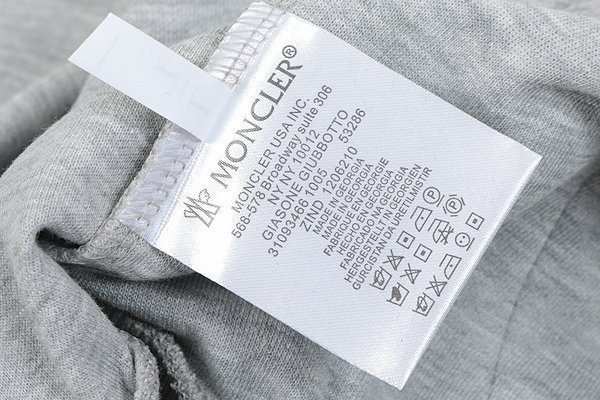 MONCLER®
MONCLER USA INC.
568-578 Broadway suite 306
NY NY 10012
GIASONE GIUBBOTTO
31093466 1005 53286
ZIND 1206210
MADE IN GEORGIA
FABRIQUE EN GEORGIE
HECHO EN GEORGIA
FABRICADO NA GEORGIA
HERGESTELLT IN GEORGIEN
GURCISTAN DA URETILMISTIR